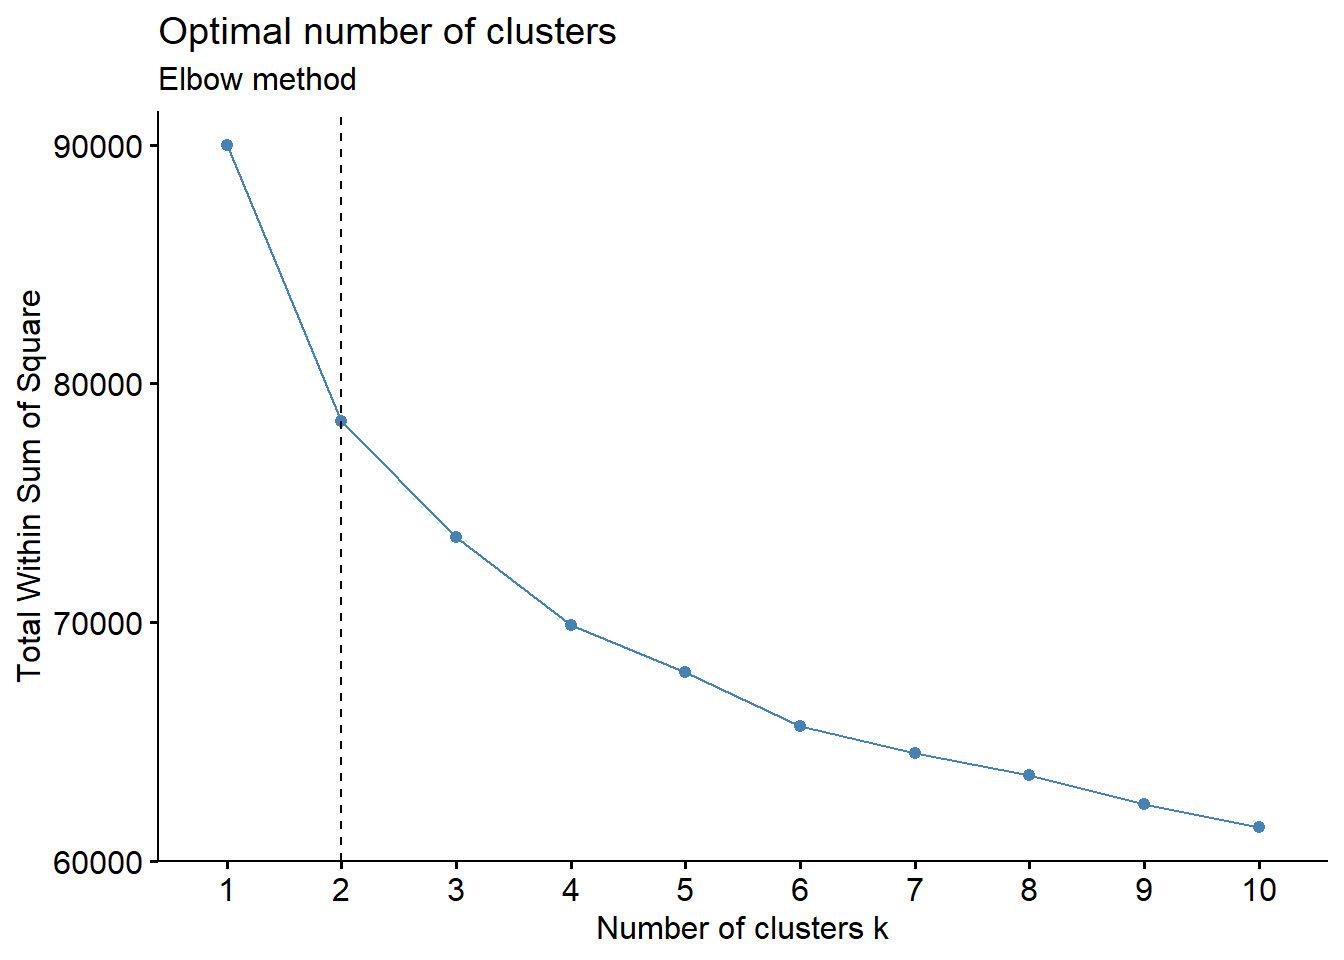 Optimal number of clusters
Elbow method
Total Within Sum of Square
90000
80000
70000
60000
1 2 3 4 5 6 7 8 9 10
Number of clusters k